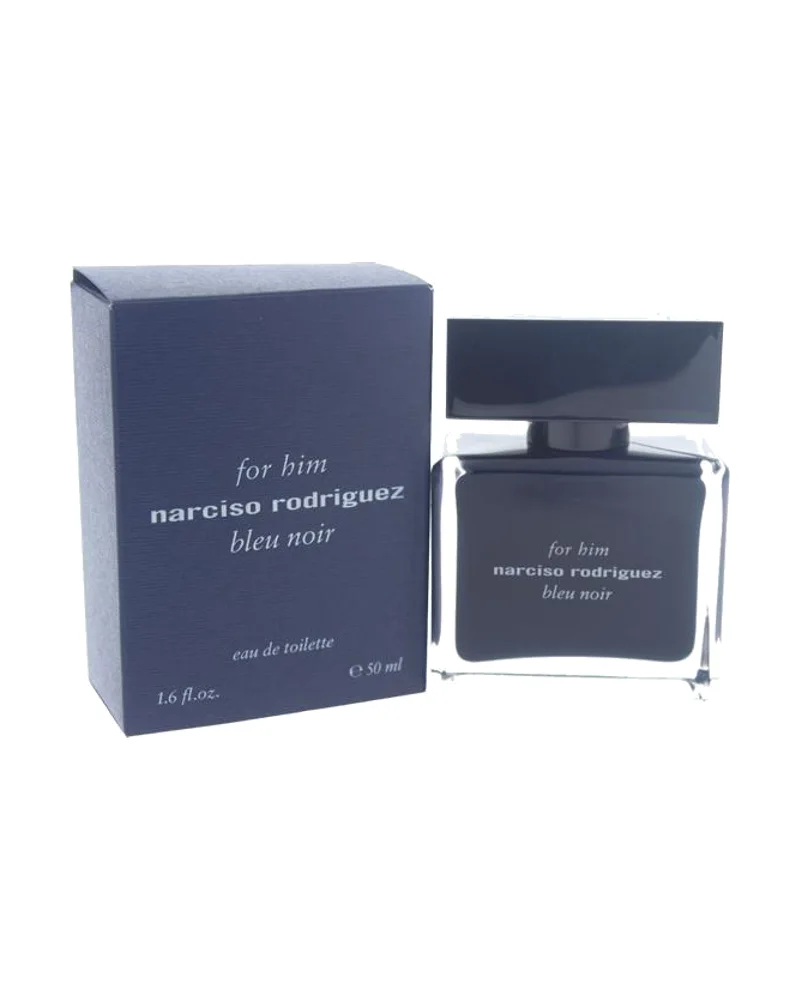 for him
narciso rodriguez
bleu noir
eau de toilette
1.6 fl.oz.
℮ 50 ml
for him
narciso rodriguez
bleu noir